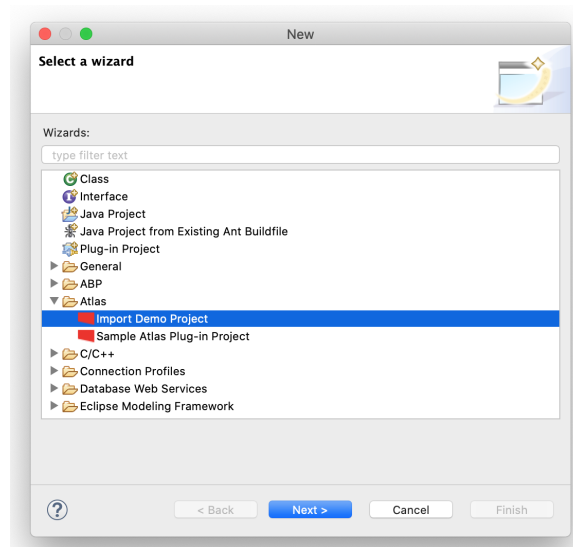 New
Select a wizard
Wizards:
type filter text
Class
Interface
Java Project
Java Project from Existing Ant Buildfile
Plug-in Project
General
ABP
Atlas
Import Demo Project
Sample Atlas Plug-in Project
C/C++
Connection Profiles
Database Web Services
Eclipse Modeling Framework
? < Back Next > Cancel Finish